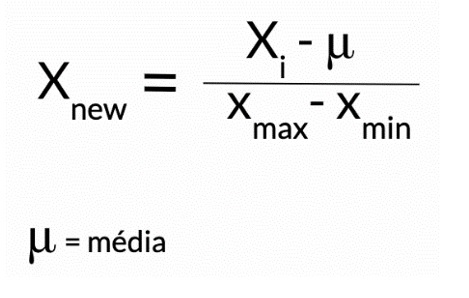 X_new = (X_i - μ) / (x_max - x_min)
μ = média